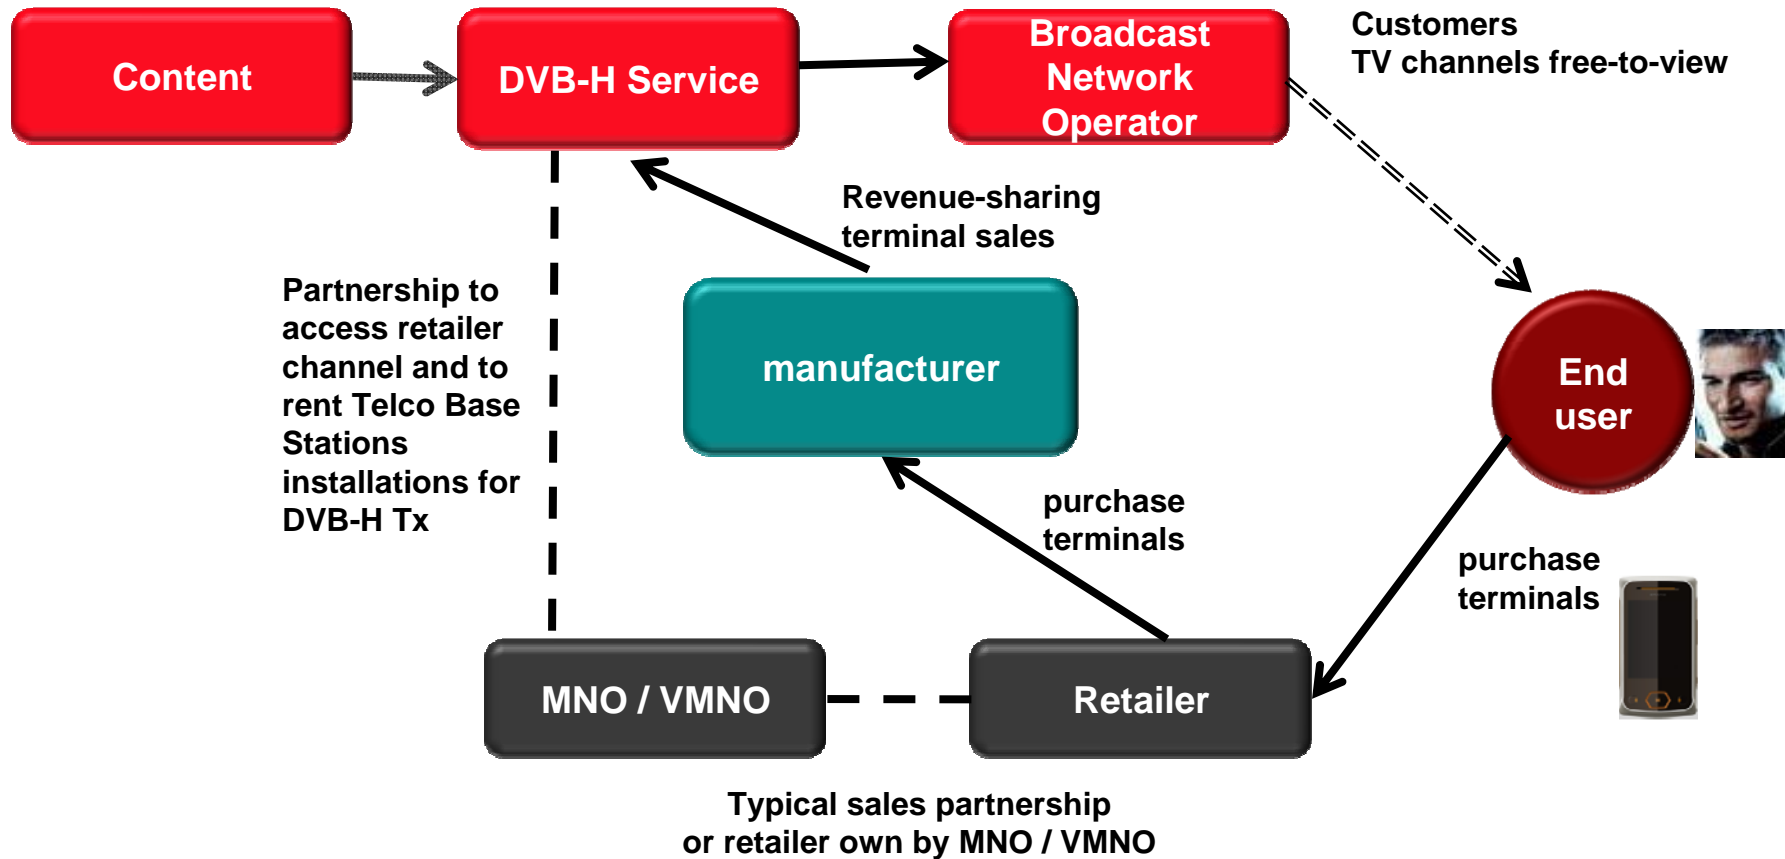 Content
DVB-H Service
Broadcast
Network
Operator
Customers
TV channels free-to-view
Revenue-sharing
terminal sales
Partnership to
access retailer
channel and to
rent Telco Base
Stations
installations for
DVB-H Tx
manufacturer
End
user
purchase
terminals
purchase
terminals
MNO / VMNO
Retailer
Typical sales partnership
or retailer own by MNO / VMNO